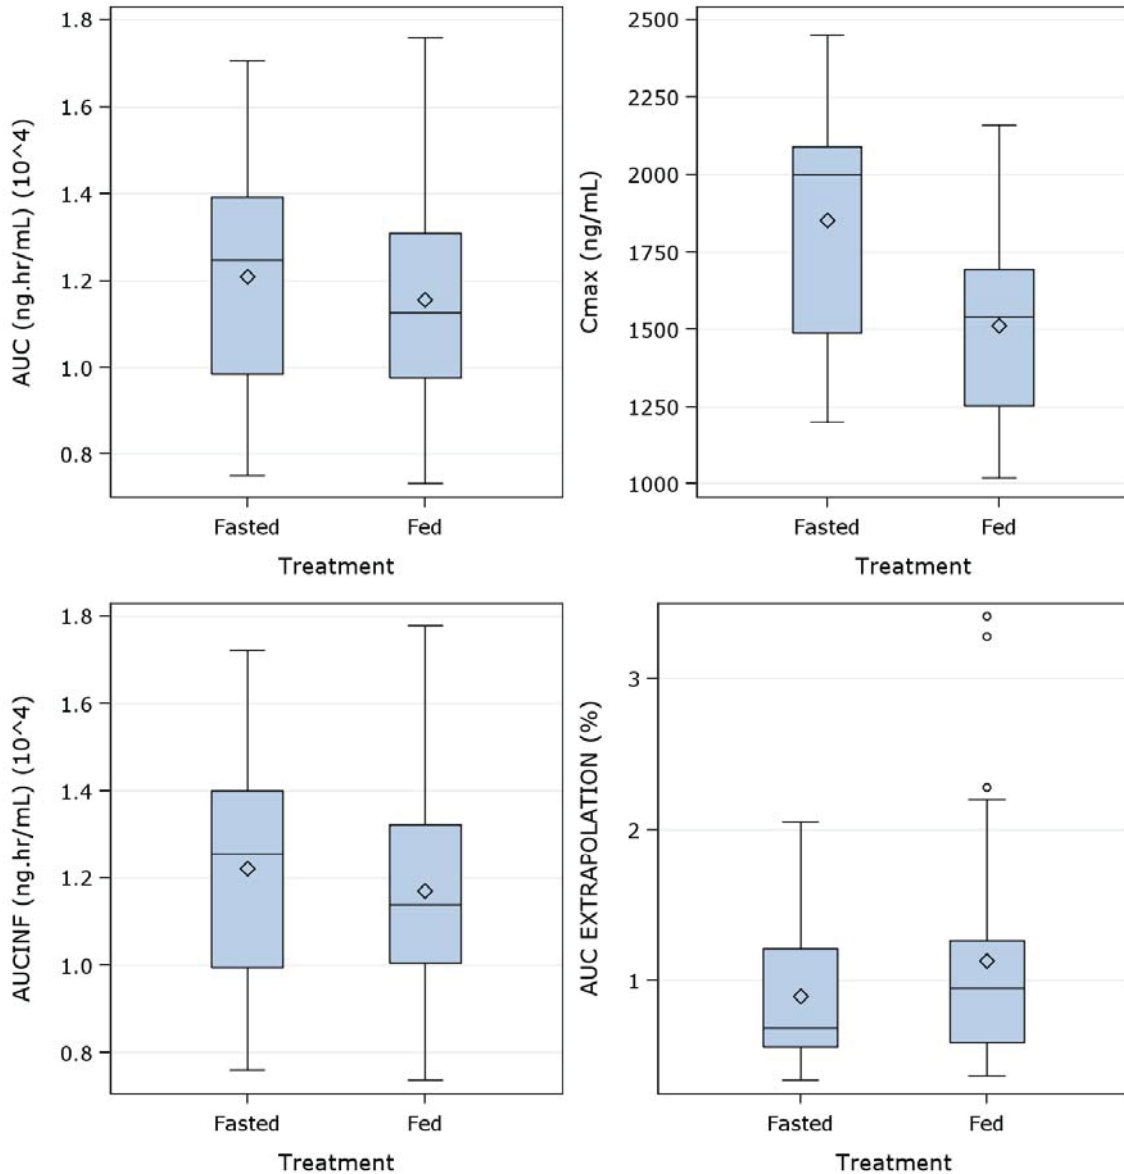 AUC (ng.hr/mL) (10^4)
1.8
1.6
1.4
1.2
1.0
0.8
Fasted
Fed
Treatment
Cmax (ng/mL)
2500
2250
2000
1750
1500
1250
1000
Fasted
Fed
Treatment
AUCINF (ng.hr/mL) (10^4)
1.8
1.6
1.4
1.2
1.0
0.8
Fasted
Fed
Treatment
AUC EXTRAPOLATION (%)
3
2
1
Fasted
Fed
Treatment